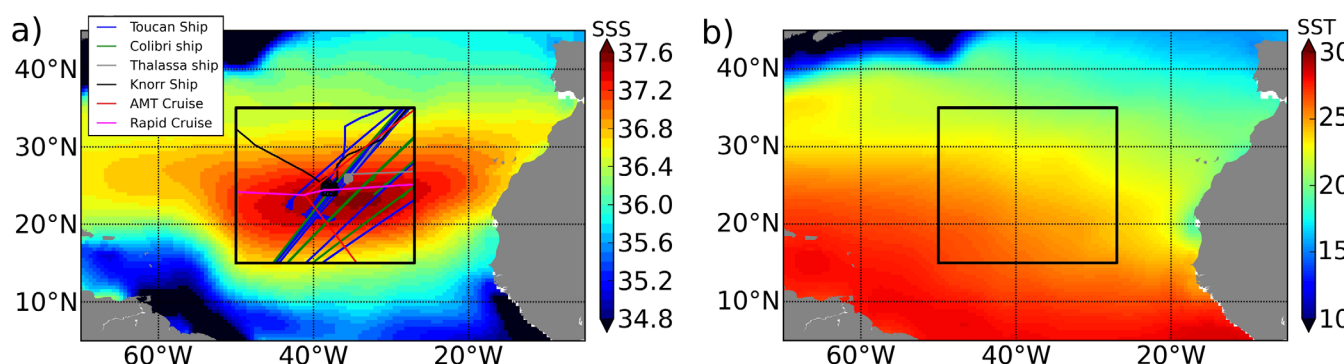 a)
Toucan Ship
Colibri ship
Thalassa ship
Knorr Ship
AMT Cruise
Rapid Cruise
SSS
37.6
37.2
36.8
36.4
36.0
35.6
35.2
34.8
40°N
30°N
20°N
10°N
60°W 40°W 20°W
b)
SST
30
25
20
15
10
40°N
30°N
20°N
10°N
60°W 40°W 20°W